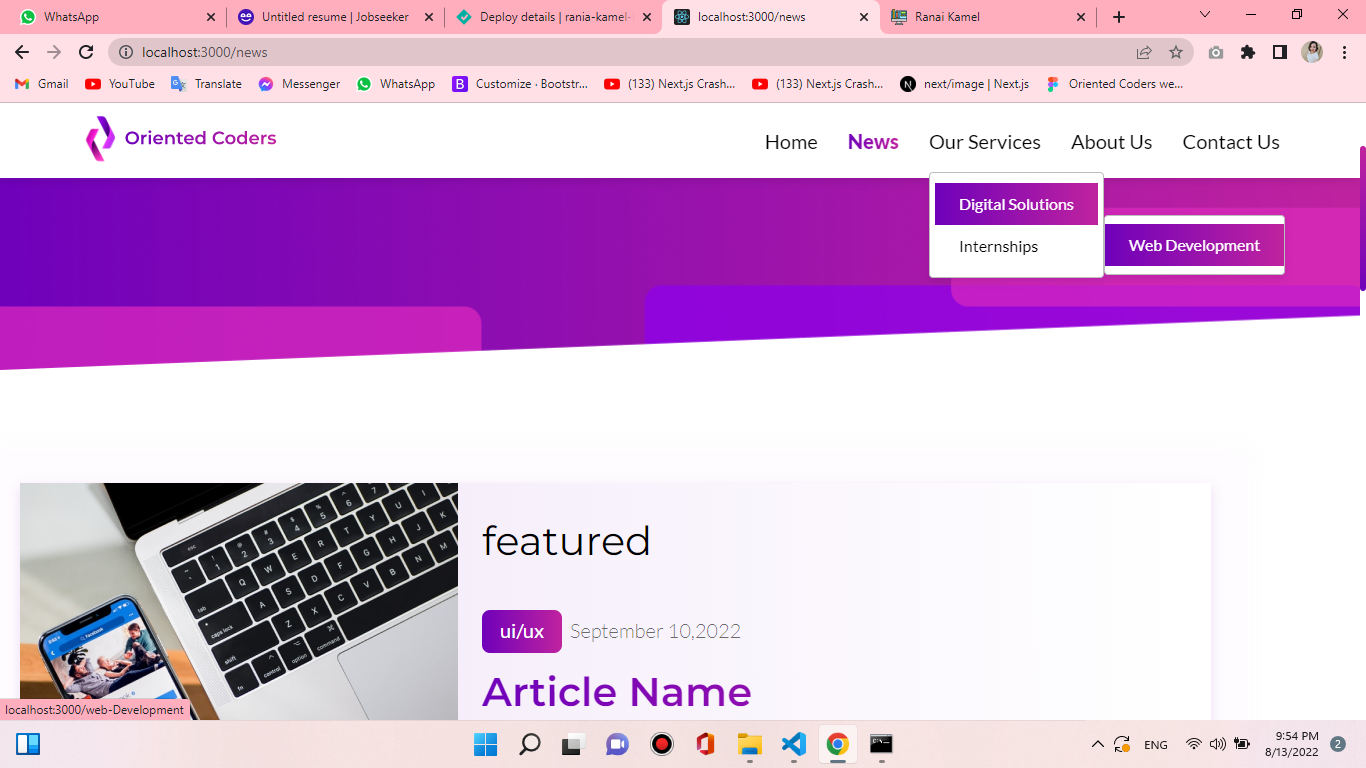 WhatsApp
Untitled resume | Jobseeker
Deploy details | rania-kamel-
localhost:3000/news
Ranai Kamel
localhost:3000/news
Gmail
YouTube
Translate
Messenger
WhatsApp
Customize · Bootstr...
(133) Next.js Crash...
(133) Next.js Crash...
next/image | Next.js
Oriented Coders we...
Oriented Coders
Home
News
Our Services
About Us
Contact Us
Digital Solutions
Internships
Web Development
featured
ui/ux
September 10,2022
Article Name
localhost:3000/web-Development
ENG
9:54 PM
8/13/2022
2